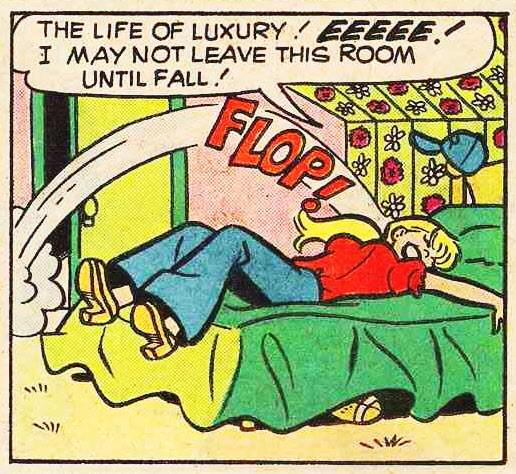 THE LIFE OF LUXURY! EEEEE!
I MAY NOT LEAVE THIS ROOM
UNTIL FALL!
FLOP!